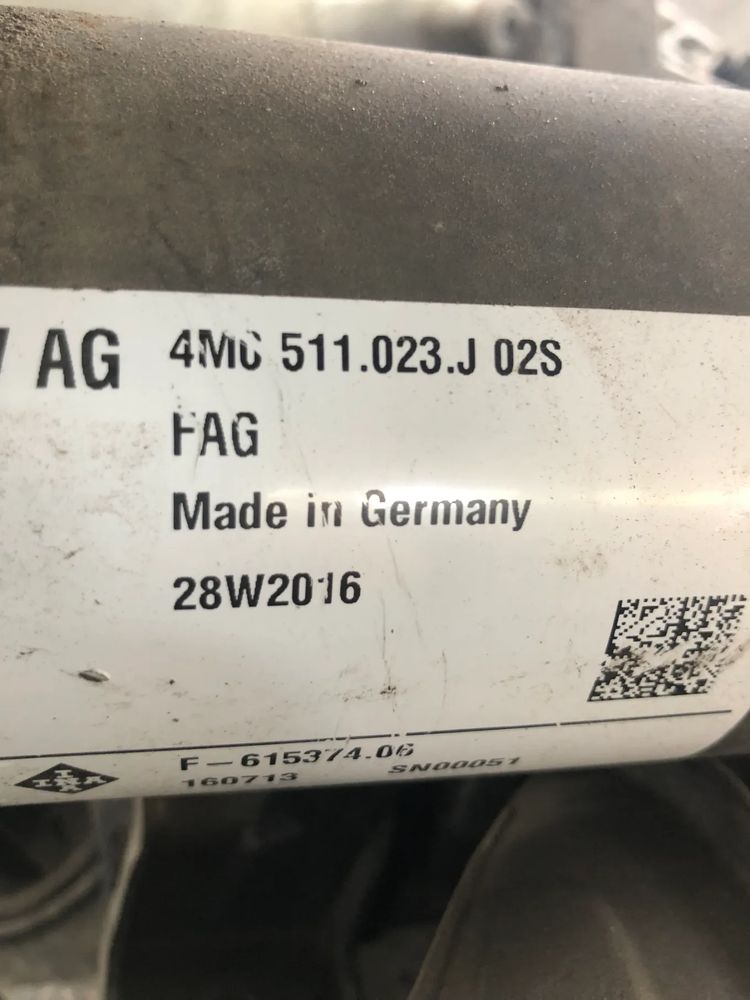 AG 4M0 511.023.J 02S
FAG
Made in Germany
28W2016
F-615374.06
160713 SN00051